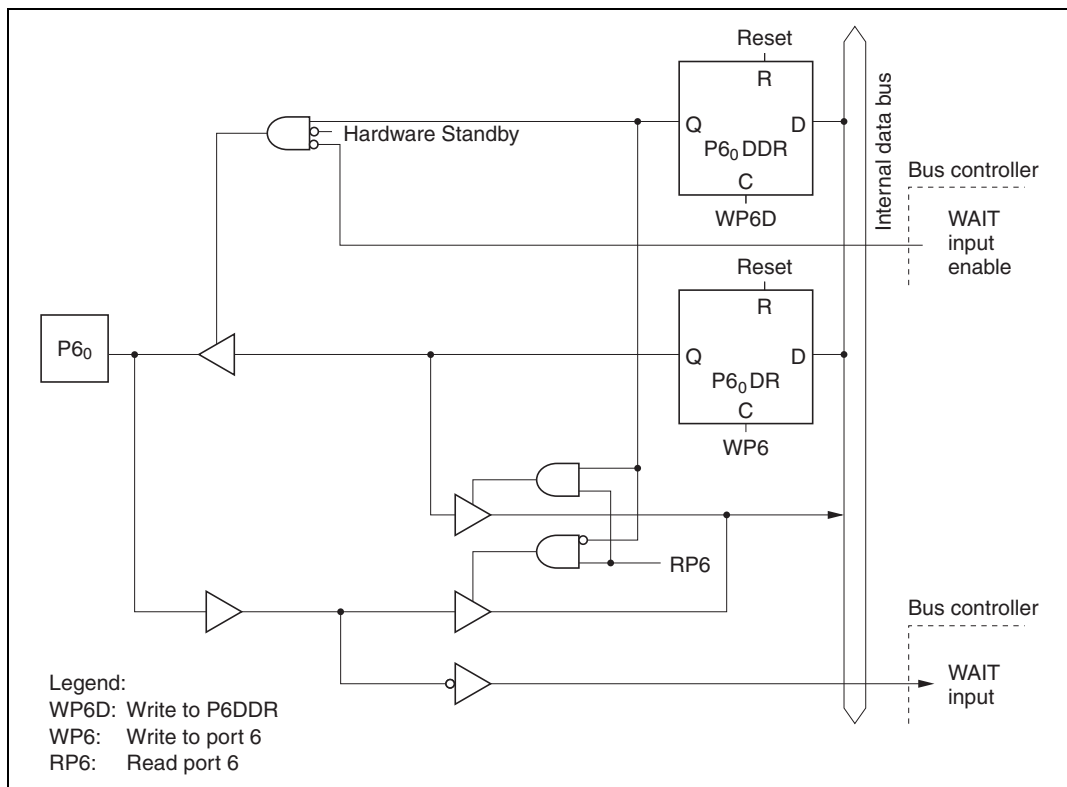 Reset
R
Hardware Standby
Q
D
P6₀DDR
C
WP6D
Internal data bus
Bus controller
WAIT
input
enable
Reset
R
P6₀
Q
D
P6₀DR
C
WP6
RP6
Bus controller
WAIT
input
Legend:
WP6D: Write to P6DDR
WP6: Write to port 6
RP6: Read port 6